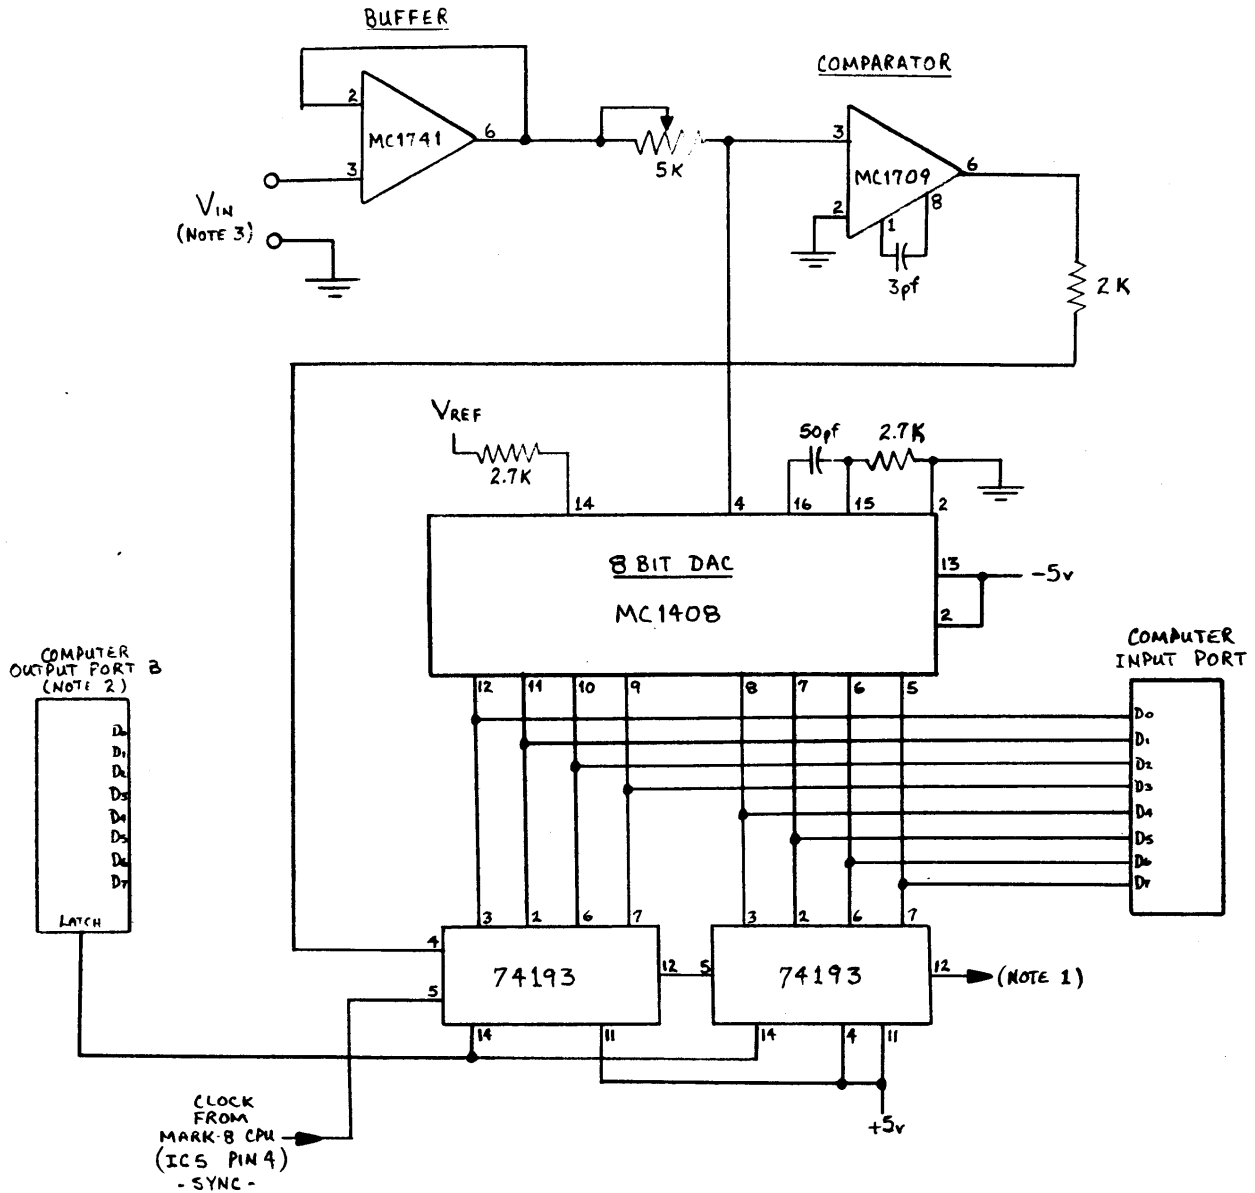 BUFFER
COMPARATOR
2
MC1741
6
3
5K
VIN
(NOTE 3)
3
MC1709
6
2
1
8
3pf
2K
VREF
2.7K
50pf
2.7K
14
4
16
15
2
8 BIT DAC
MC1408
13
-5v
2
12
11
10
9
8
7
6
5
COMPUTER
OUTPUT PORT 3
(NOTE 2)
D0
D1
D2
D3
D4
D5
D6
D7
LATCH
COMPUTER
INPUT PORT
D0
D1
D2
D3
D4
D5
D6
D7
3
2
6
7
3
2
6
7
4
5
74193
12
5
74193
12
(NOTE 1)
14
11
14
4
11
+5v
CLOCK
FROM
MARK-8 CPU
(IC5 PIN 4)
- SYNC -